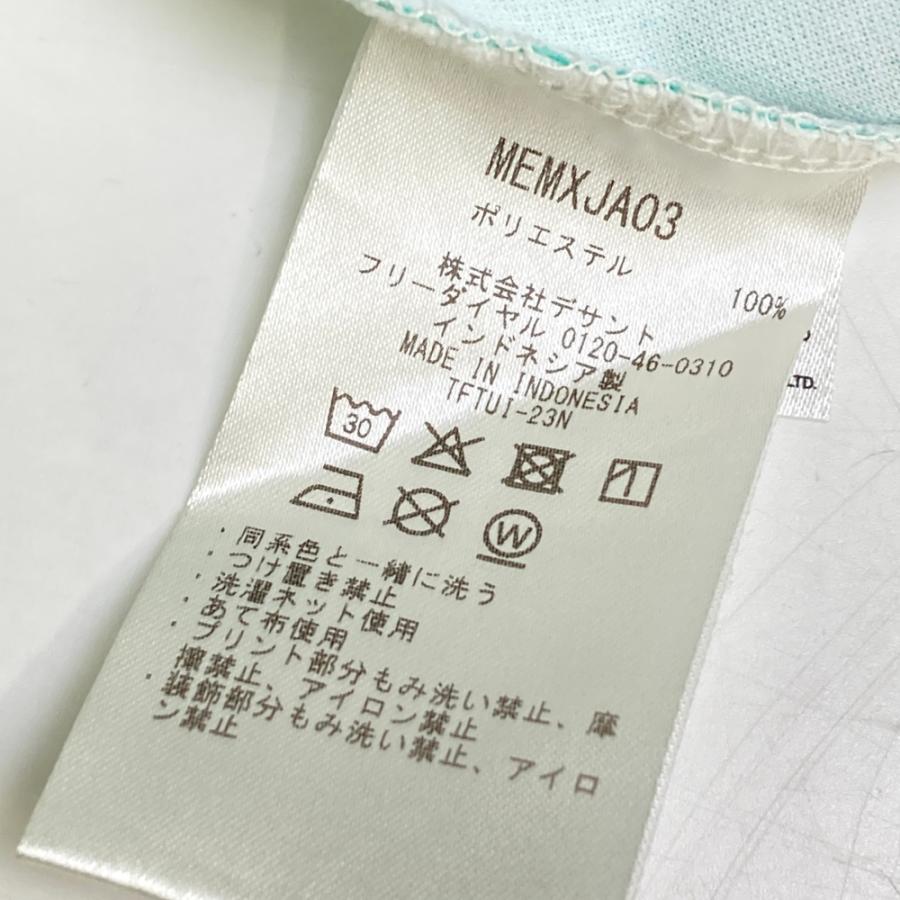 MEMXJA03
ポリエステル 100%
株式会社デサント
フリーダイヤル 0120-46-0310
インドネシア製
MADE IN INDONESIA
TFTUI-23N
30
W
・同系色と一緒に洗う
・つけ置き禁止
・洗濯ネット使用
・あて布使用
・プリント部分もみ洗い禁止、摩
擦禁止、アイロン禁止
・装飾部分もみ洗い禁止、アイロ
ン禁止
LTD.